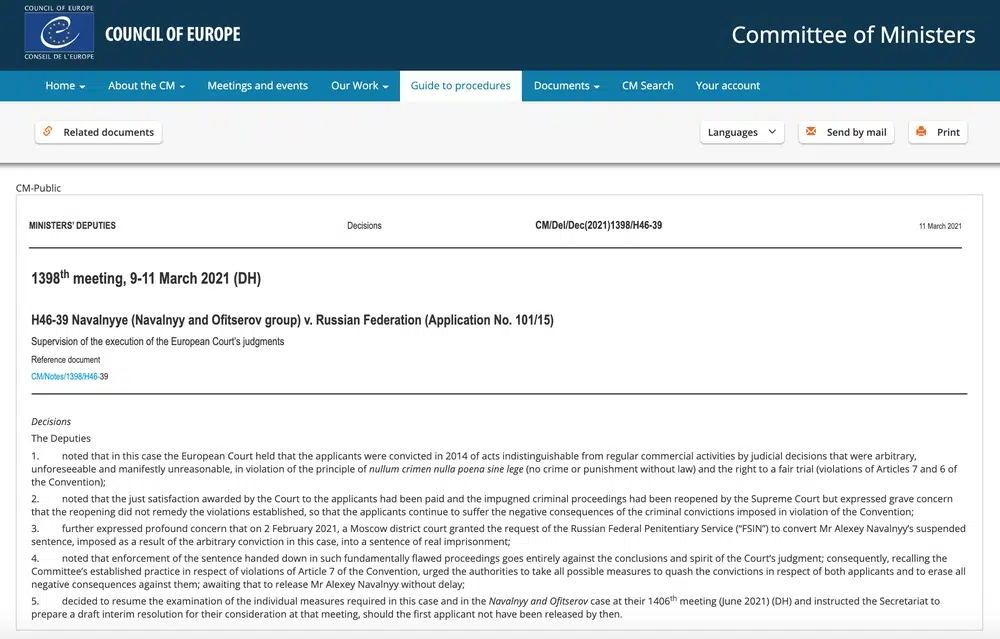 COUNCIL OF EUROPE
CONSEIL DE L'EUROPE
COUNCIL OF EUROPE
Committee of Ministers
Home
About the CM
Meetings and events
Our Work
Guide to procedures
Documents
CM Search
Your account
Related documents
Languages
Send by mail
Print
CM-Public
MINISTERS' DEPUTIES Decisions CM/Del/Dec(2021)1398/H46-39 11 March 2021
1398th meeting, 9-11 March 2021 (DH)
H46-39 Navalnyye (Navalnyy and Ofitserov group) v. Russian Federation (Application No. 101/15)
Supervision of the execution of the European Court's judgments
Reference document
CM/Notes/1398/H46-39
Decisions
The Deputies
1. noted that in this case the European Court held that the applicants were convicted in 2014 of acts indistinguishable from regular commercial activities by judicial decisions that were arbitrary,
unforeseeable and manifestly unreasonable, in violation of the principle of nullum crimen nulla poena sine lege (no crime or punishment without law) and the right to a fair trial (violations of Articles 7 and 6 of
the Convention);
2. noted that the just satisfaction awarded by the Court to the applicants had been paid and the impugned criminal proceedings had been reopened by the Supreme Court but expressed grave concern
that the reopening did not remedy the violations established, so that the applicants continue to suffer the negative consequences of the criminal convictions imposed in violation of the Convention;
3. further expressed profound concern that on 2 February 2021, a Moscow district court granted the request of the Russian Federal Penitentiary Service ("FSIN") to convert Mr Alexey Navalnyy's suspended
sentence, imposed as a result of the arbitrary conviction in this case, into a sentence of real imprisonment;
4. noted that enforcement of the sentence handed down in such fundamentally flawed proceedings goes entirely against the conclusions and spirit of the Court's judgment; consequently, recalling the
Committee's established practice in respect of violations of Article 7 of the Convention, urged the authorities to take all possible measures to quash the convictions in respect of both applicants and to erase all
negative consequences against them; awaiting that to release Mr Alexey Navalnyy without delay;
5. decided to resume the examination of the individual measures required in this case and in the Navalnyy and Ofitserov case at their 1406th meeting (June 2021) (DH) and instructed the Secretariat to
prepare a draft interim resolution for their consideration at that meeting, should the first applicant not have been released by then.